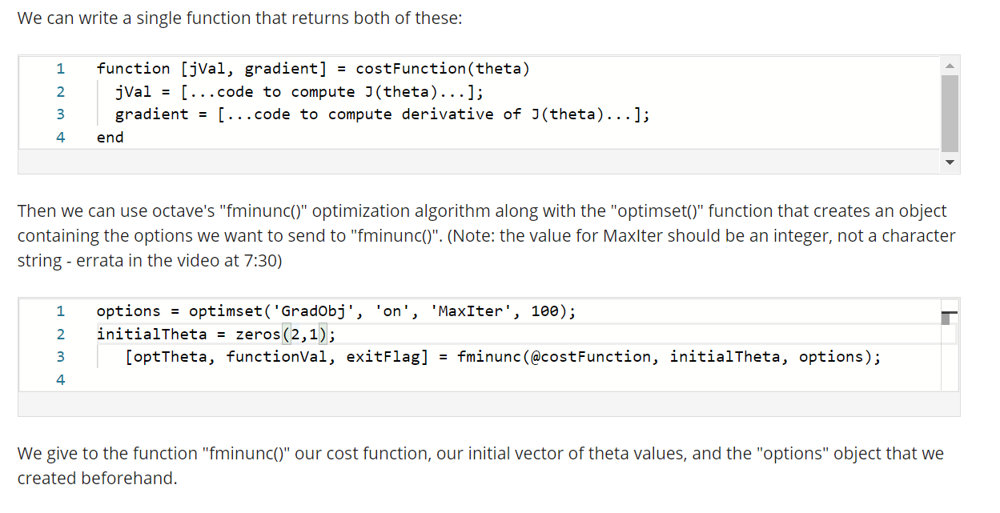 We can write a single function that returns both of these:
1 function [jVal, gradient] = costFunction(theta)
2 jVal = [...code to compute J(theta)...];
3 gradient = [...code to compute derivative of J(theta)...];
4 end
Then we can use octave's "fminunc()" optimization algorithm along with the "optimset()" function that creates an object
containing the options we want to send to "fminunc()". (Note: the value for MaxIter should be an integer, not a character
string - errata in the video at 7:30)
1 options = optimset('GradObj', 'on', 'MaxIter', 100);
2 initialTheta = zeros(2,1);
3 [optTheta, functionVal, exitFlag] = fminunc(@costFunction, initialTheta, options);
4
We give to the function "fminunc()" our cost function, our initial vector of theta values, and the "options" object that we
created beforehand.